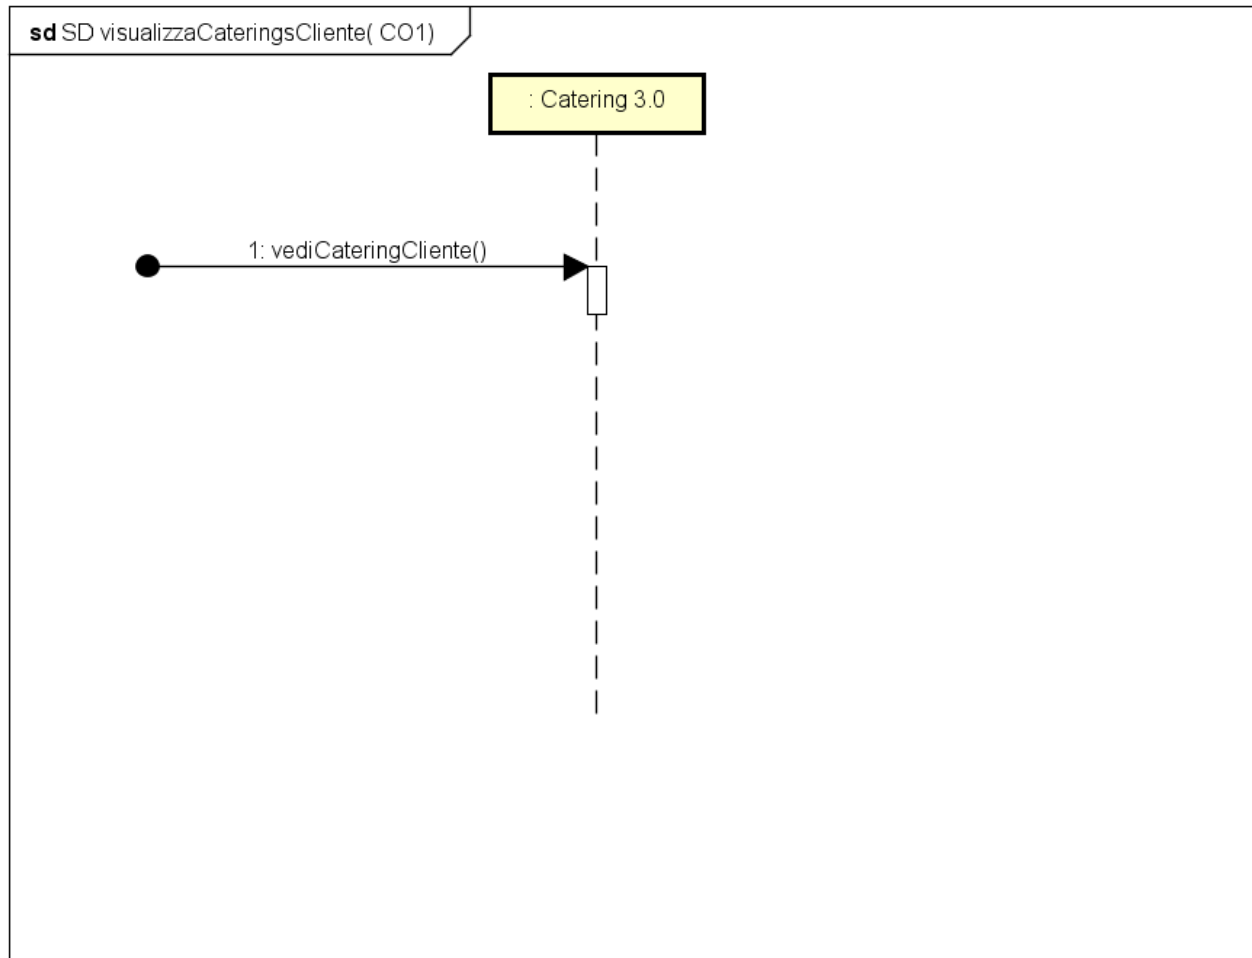 sd SD visualizzaCateringsCliente( CO1)
: Catering 3.0
1: vediCateringCliente()